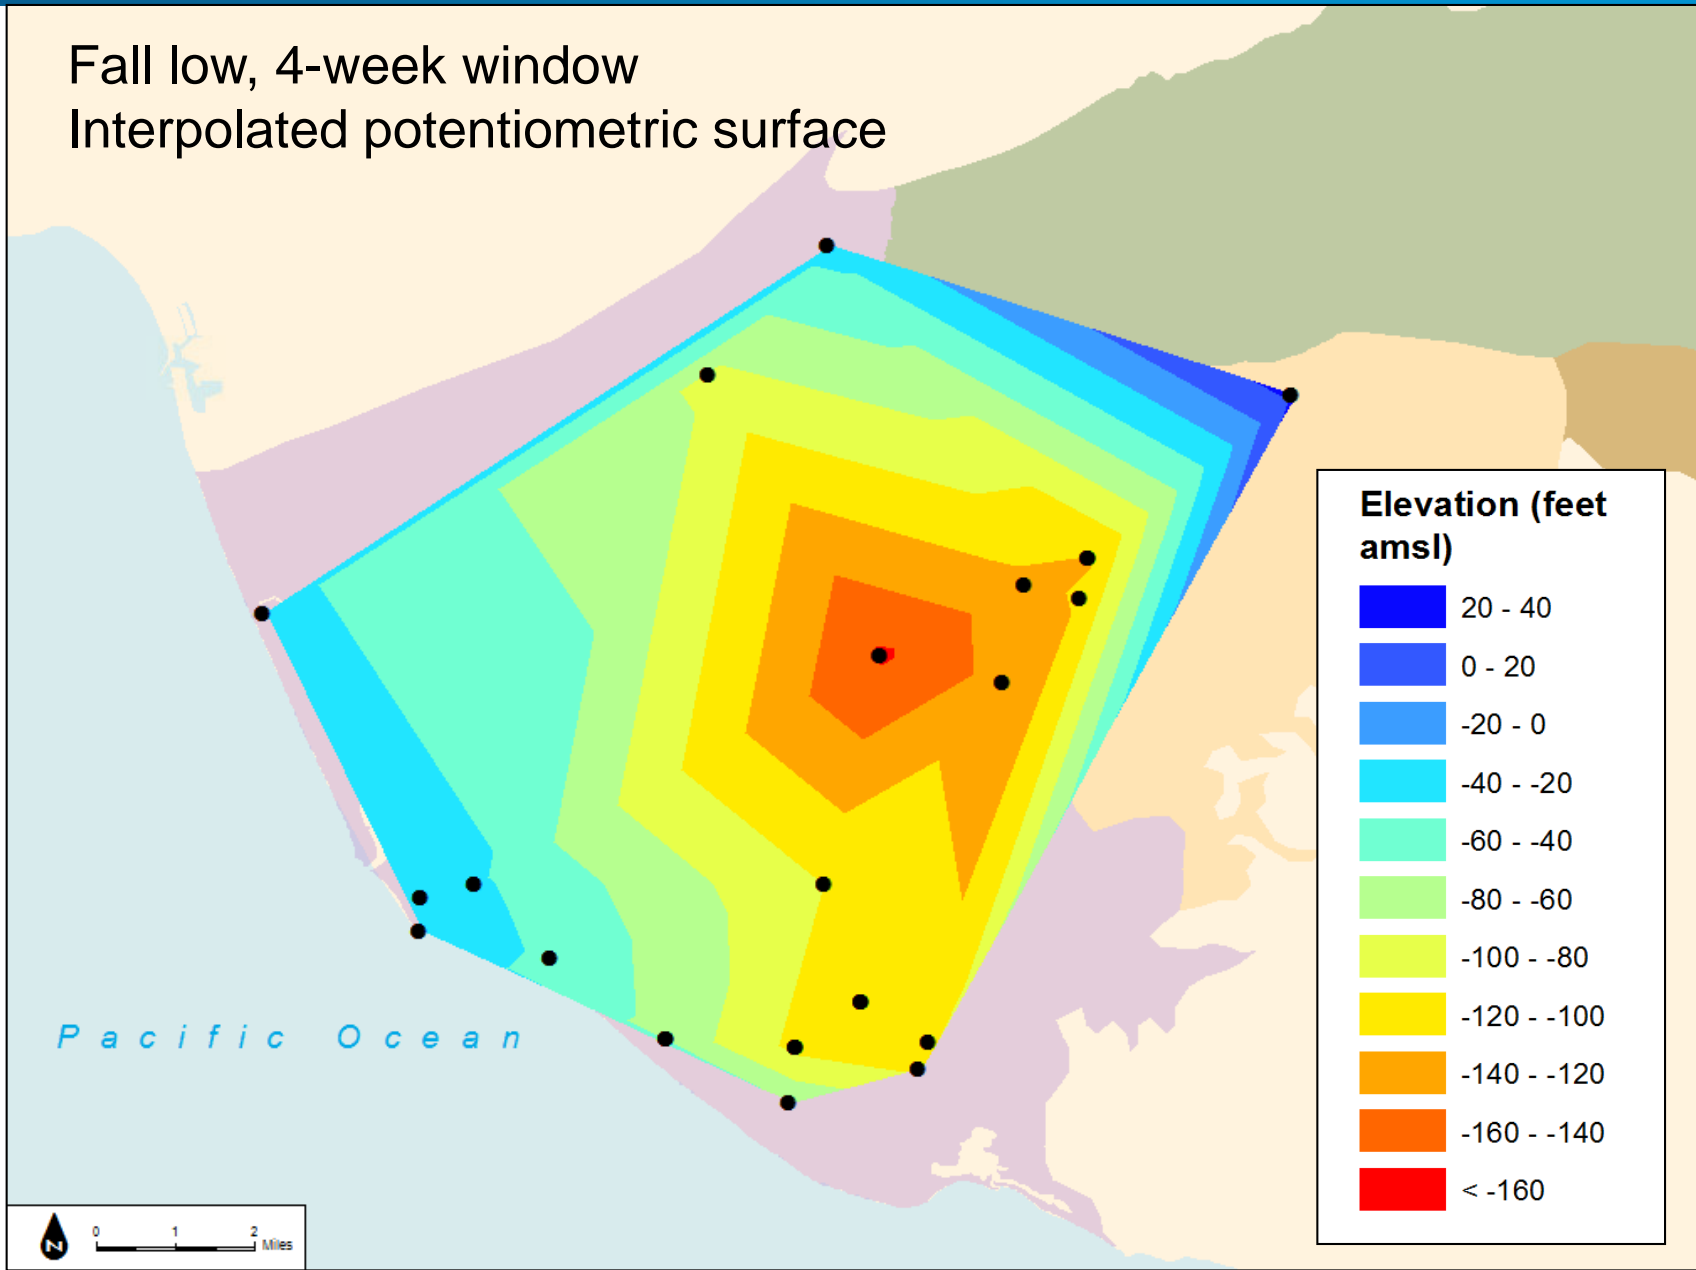 Fall low, 4-week window
Interpolated potentiometric surface
Elevation (feet
amsl)
20 - 40
0 - 20
-20 - 0
-40 - -20
-60 - -40
-80 - -60
-100 - -80
-120 - -100
-140 - -120
-160 - -140
< -160
Pacific Ocean
N
0 1 2
Miles